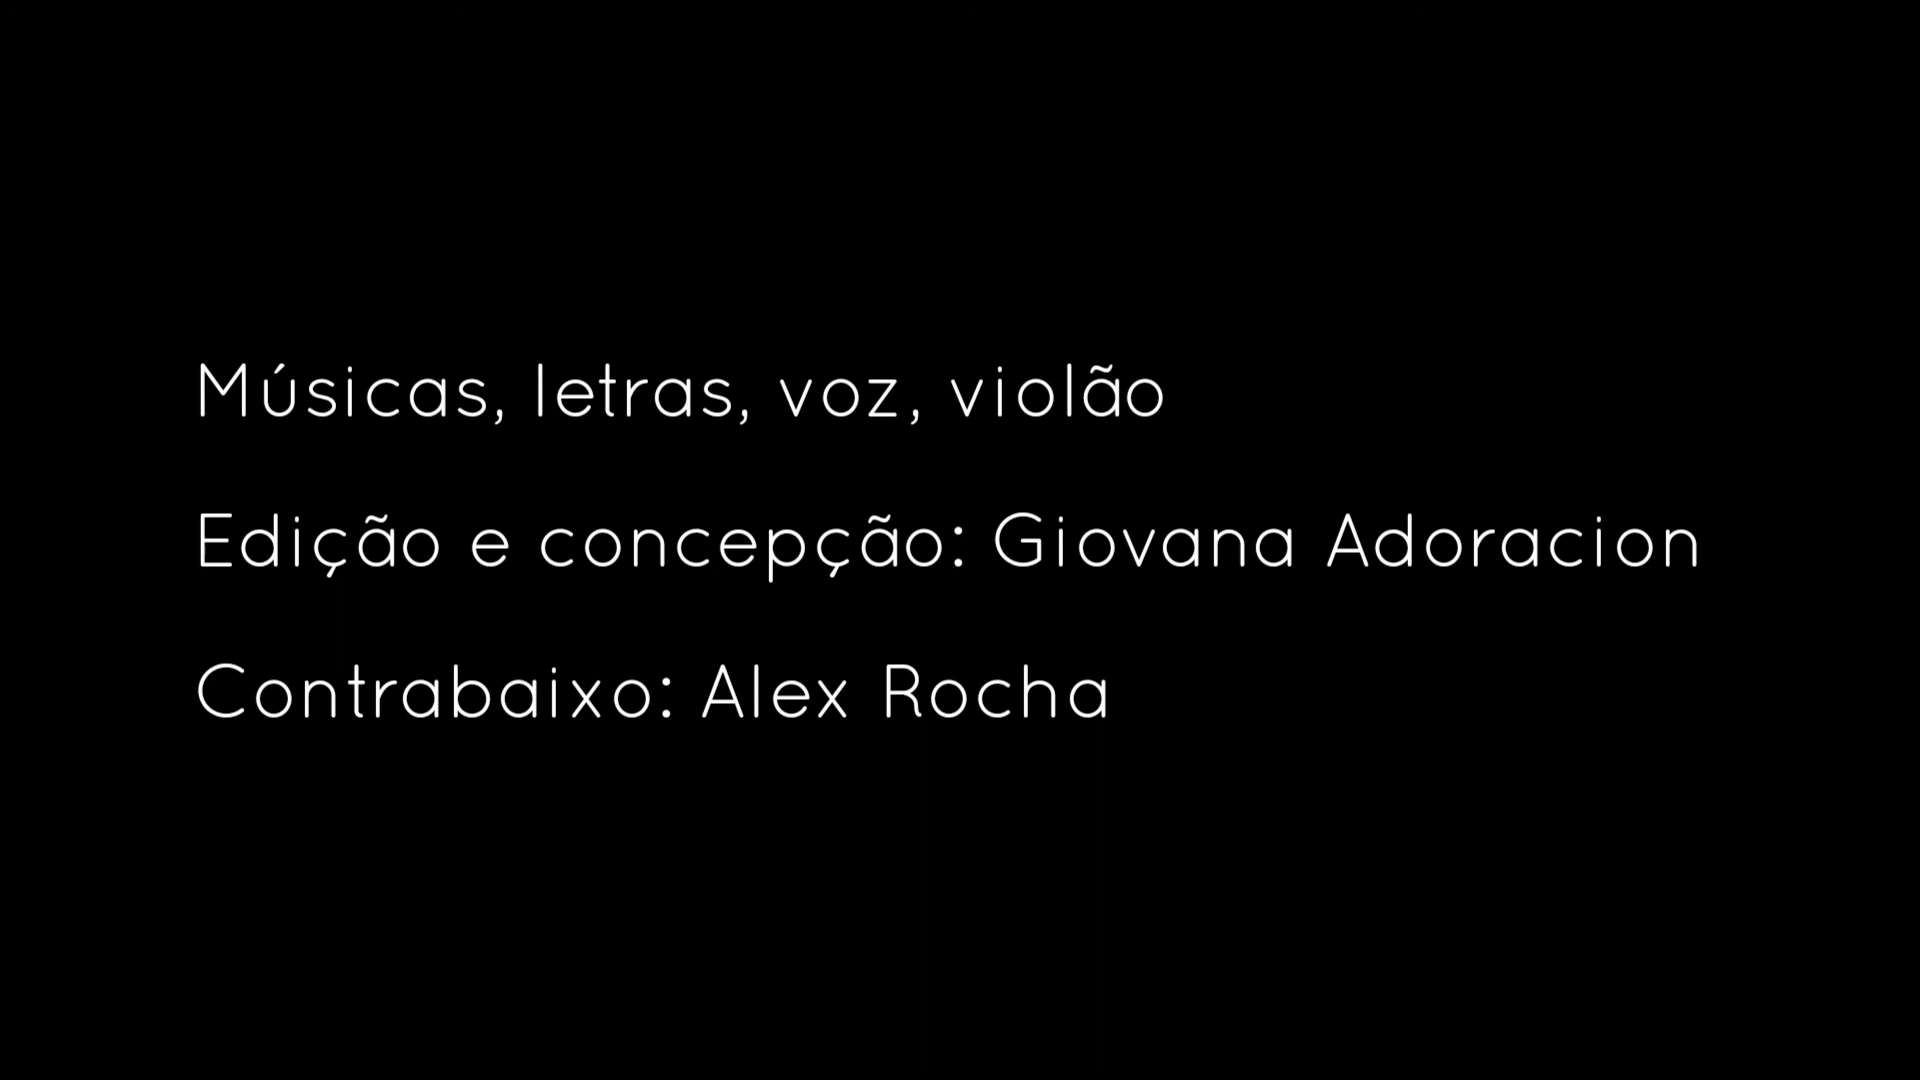 Músicas, letras, voz, violão
Edição e concepção: Giovana Adoracion
Contrabaixo: Alex Rocha